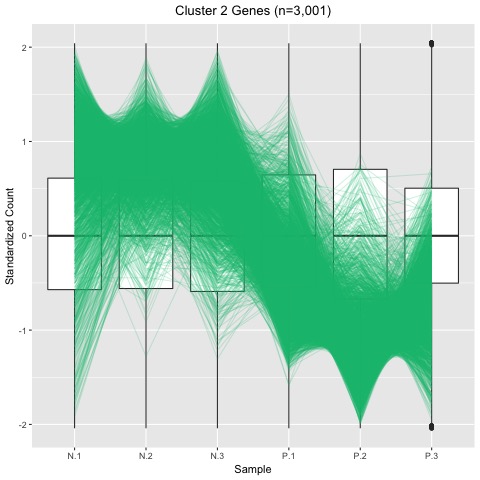 Cluster 2 Genes (n=3,001)
Standardized Count
2
1
0
-1
-2
N.1 N.2 N.3 P.1 P.2 P.3
Sample